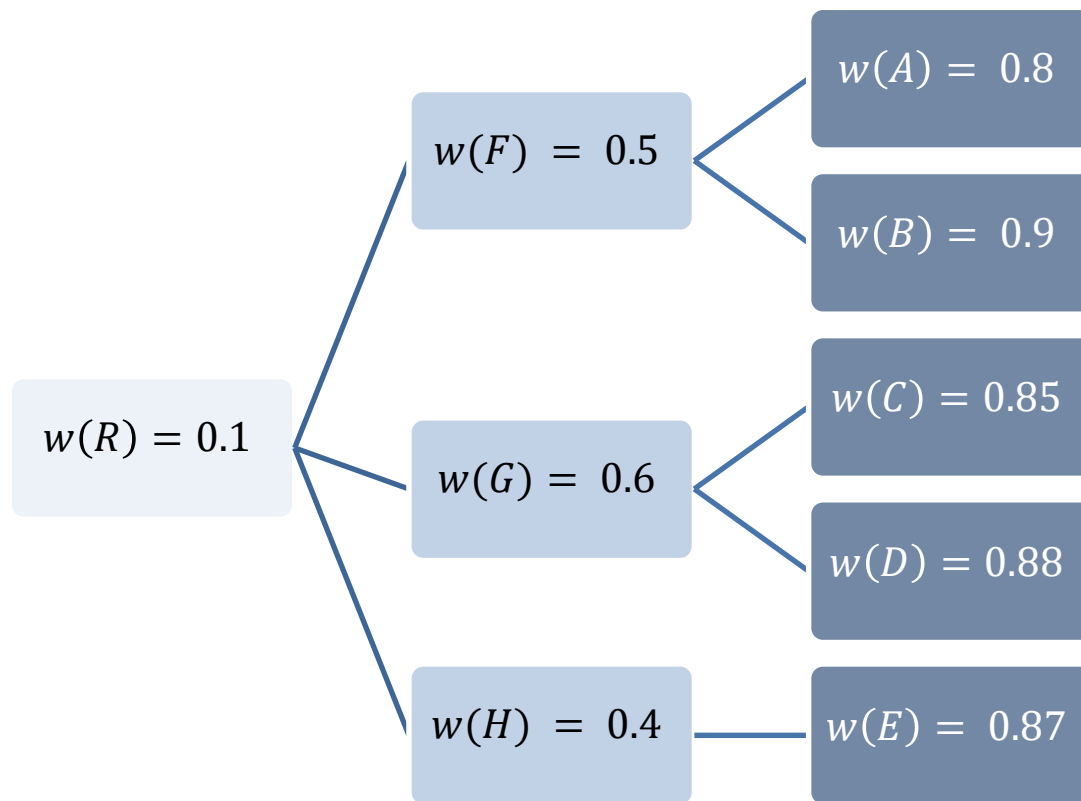 w(R) = 0.1
w(F) = 0.5
w(A) = 0.8
w(B) = 0.9
w(G) = 0.6
w(C) = 0.85
w(D) = 0.88
w(H) = 0.4
w(E) = 0.87